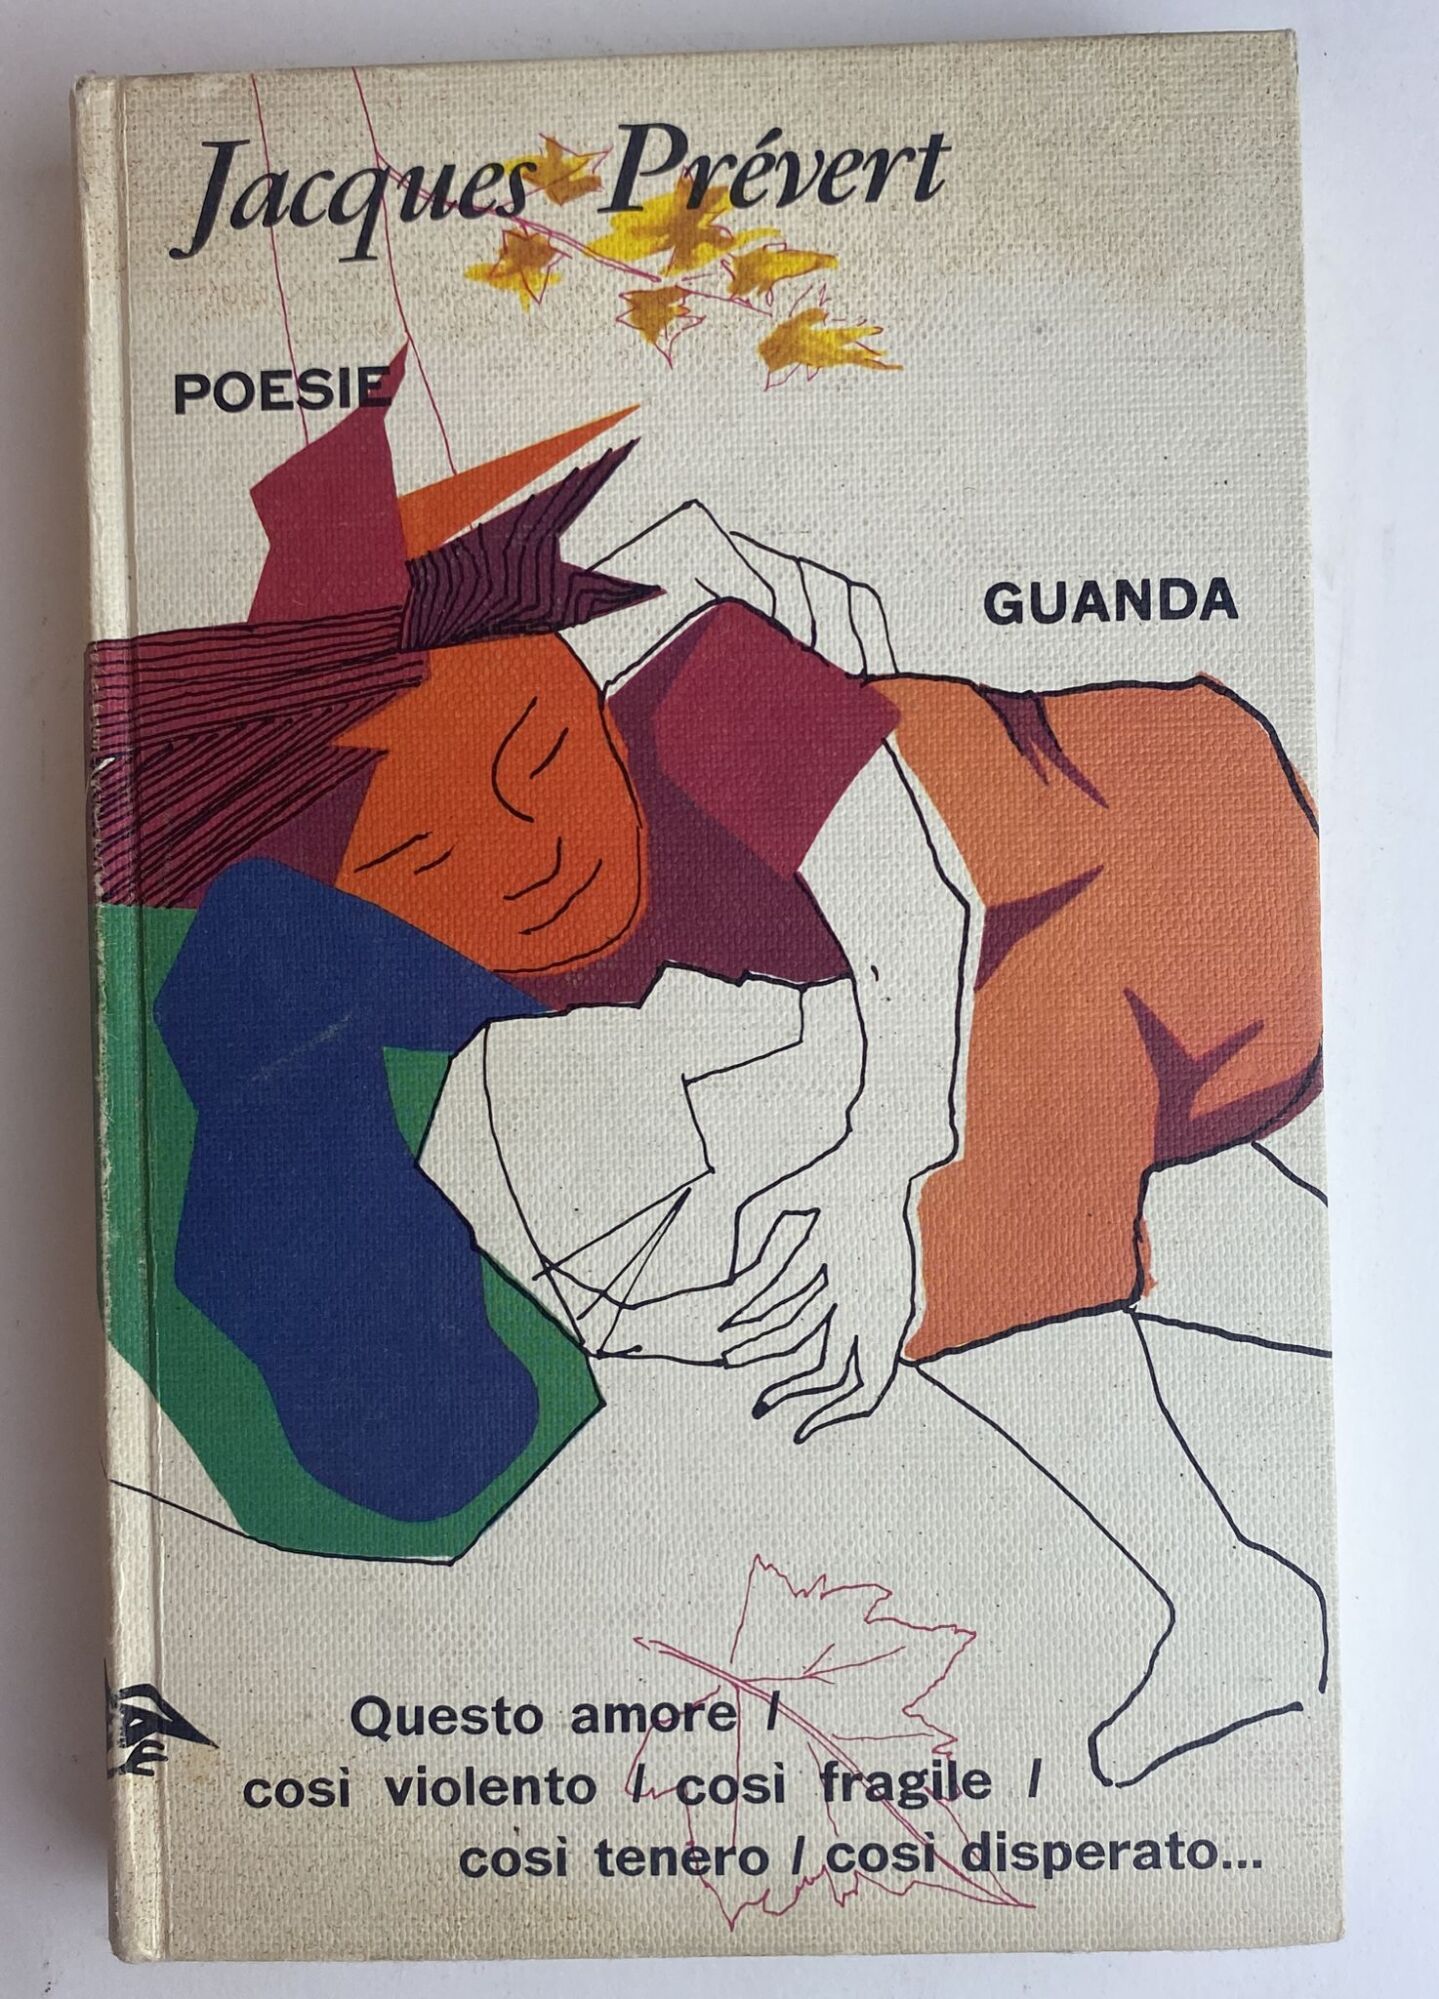 Jacques Prévert
POESIE
GUANDA
Questo amore /
così violento / così fragile /
così tenero / così disperato...